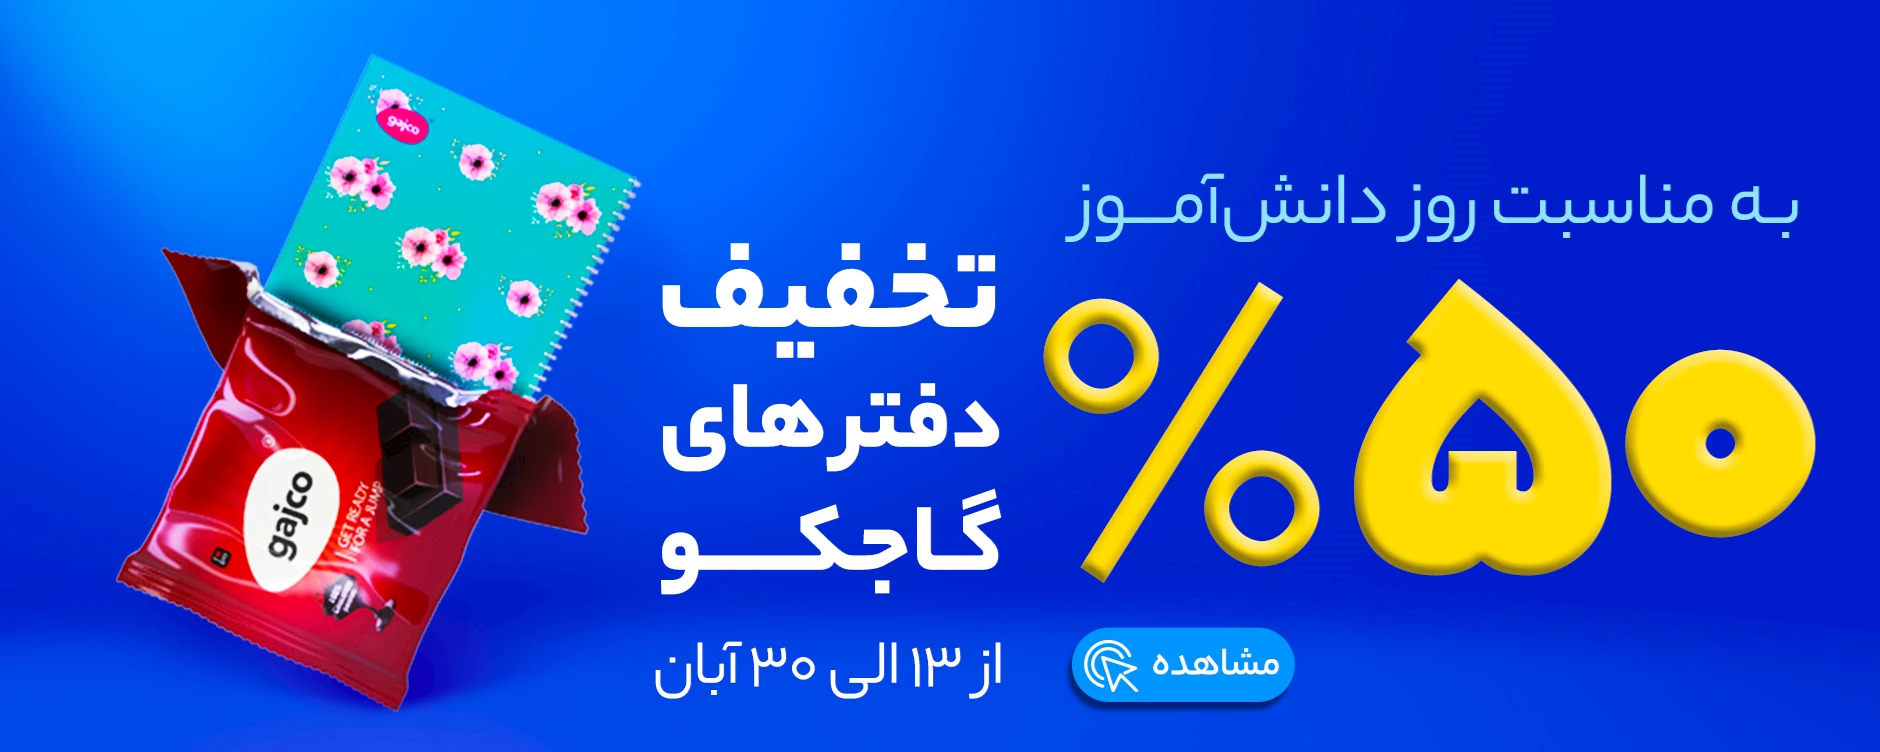 به مناسبت روز دانش‌آموز
%۵۰
تخفیف
دفترهای
گاجکو
از ۱۳ الی ۳۰ آبان
مشاهده
gajco
gajco
GET READY
FOR A JUMP